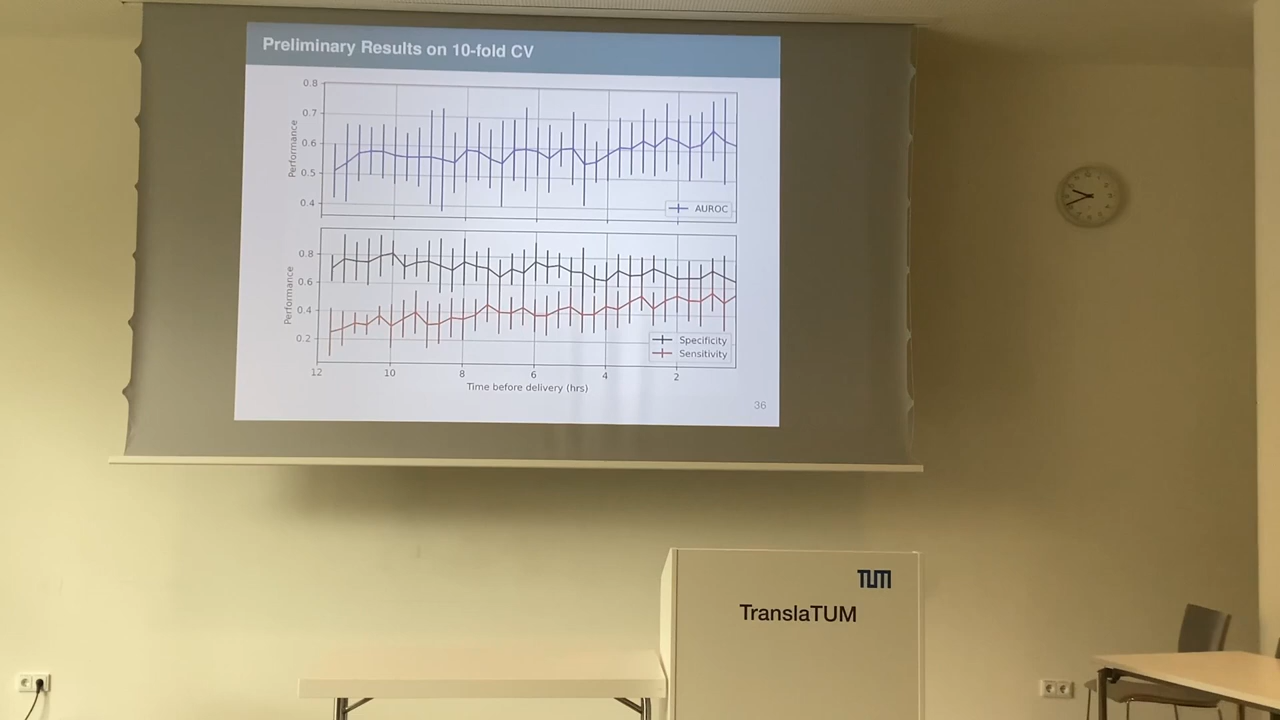 Preliminary Results on 10-fold CV
0.8
0.7
0.6
0.5
0.4
Performance
AUROC
0.8
0.6
0.4
0.2
Performance
Specificity
Sensitivity
12 10 8 6 4 2
Time before delivery (hrs)
36
TUM
TranslaTUM